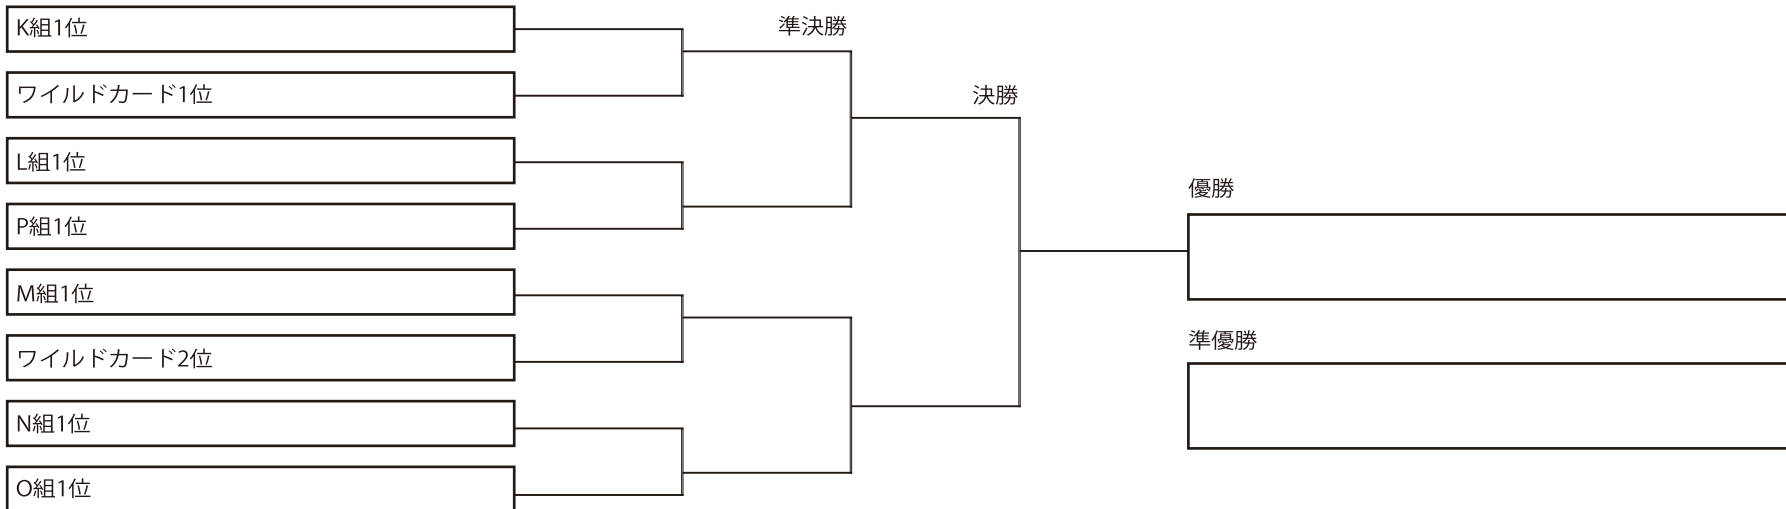 K組1位
ワイルドカード1位
L組1位
P組1位
M組1位
ワイルドカード2位
N組1位
O組1位
準決勝
決勝
優勝
準優勝